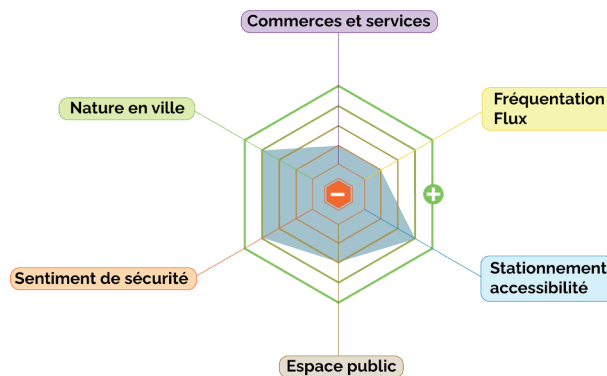 Commerces et services
Nature en ville
Fréquentation
Flux
Sentiment de sécurité
Stationnement
accessibilité
Espace public